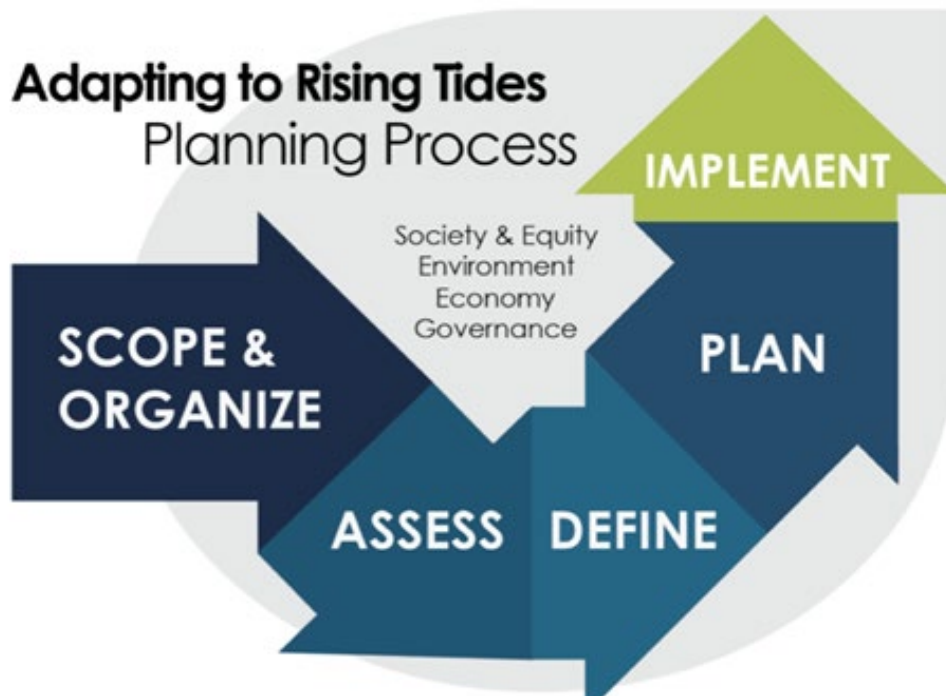 Adapting to Rising Tides
Planning Process
Society & Equity
Environment
Economy
Governance
SCOPE &
ORGANIZE
ASSESS
DEFINE
PLAN
IMPLEMENT